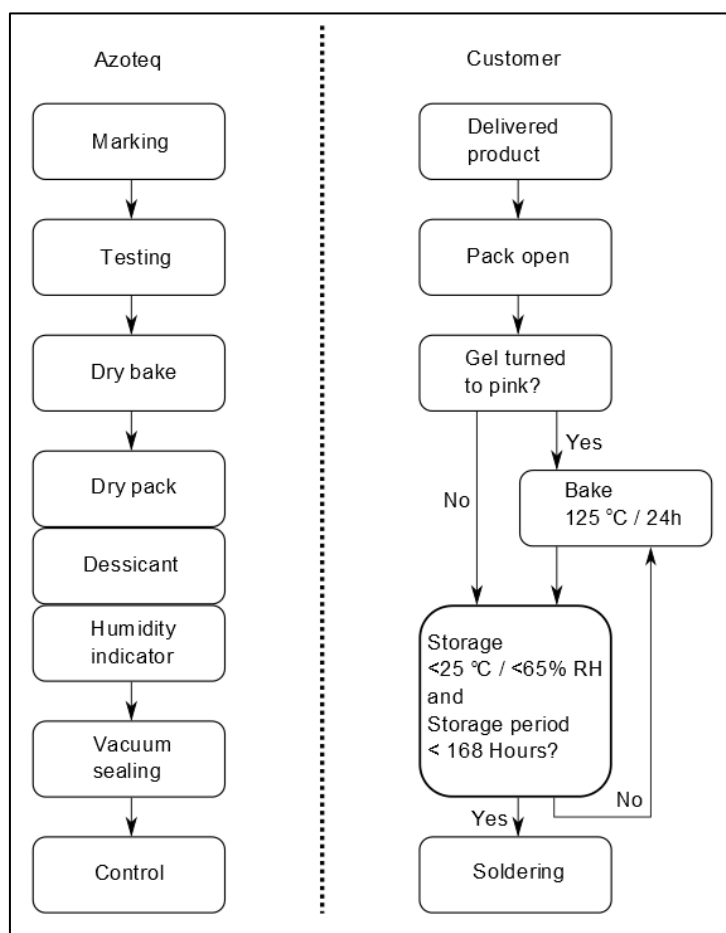 Azoteq
Marking
Testing
Dry bake
Dry pack
Dessicant
Humidity
indicator
Vacuum
sealing
Control
Customer
Delivered
product
Pack open
Gel turned
to pink?
Yes
No
Bake
125 °C / 24h
Storage
<25 °C / <65% RH
and
Storage period
< 168 Hours?
No
Yes
Soldering